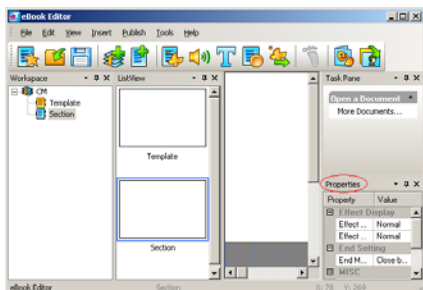 eBook Editor
File Edit View Insert Publish Tools Help
Workspace
CM
Template
Section
ListView
Template
Section
Task Pane
Open a Document
More Documents...
Properties
Property Value
Effect Display
Effect ... Normal
Effect ... Normal
End Setting
End M... Close b...
MISC
eBook Editor Section X: 70 Y: 269